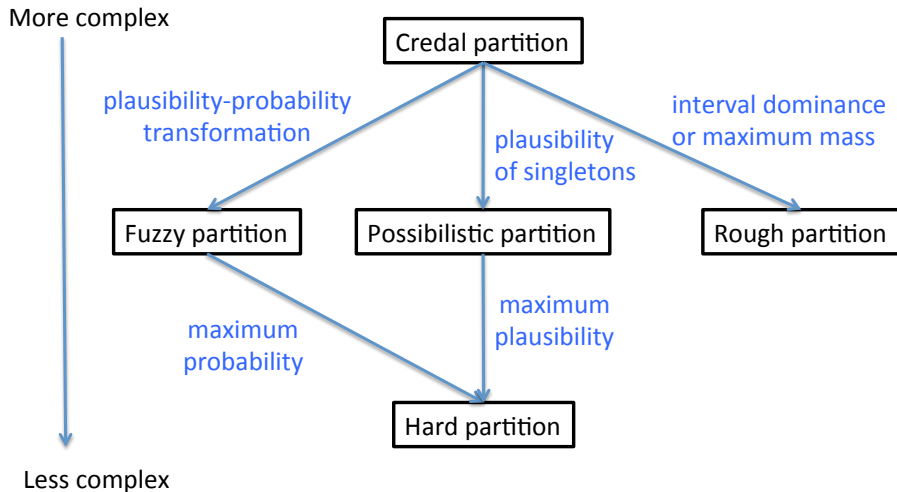 More complex
Credal partition
plausibility-probability
transformation
plausibility
of singletons
interval dominance
or maximum mass
Fuzzy partition
Possibilistic partition
Rough partition
maximum
probability
maximum
plausibility
Hard partition
Less complex